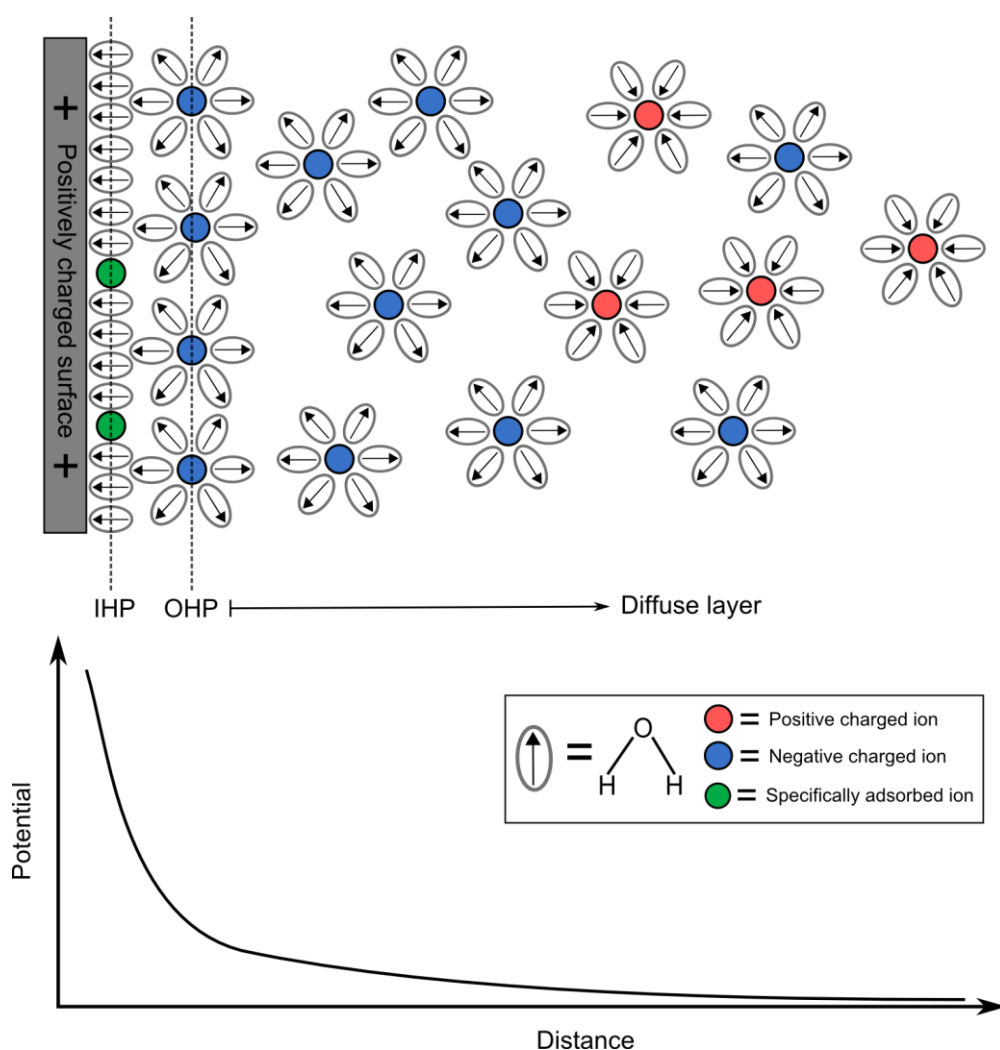 + Positively charged surface +
IHP
OHP
Diffuse layer
Potential
=
O
H
H
= Positive charged ion
= Negative charged ion
= Specifically adsorbed ion
Distance